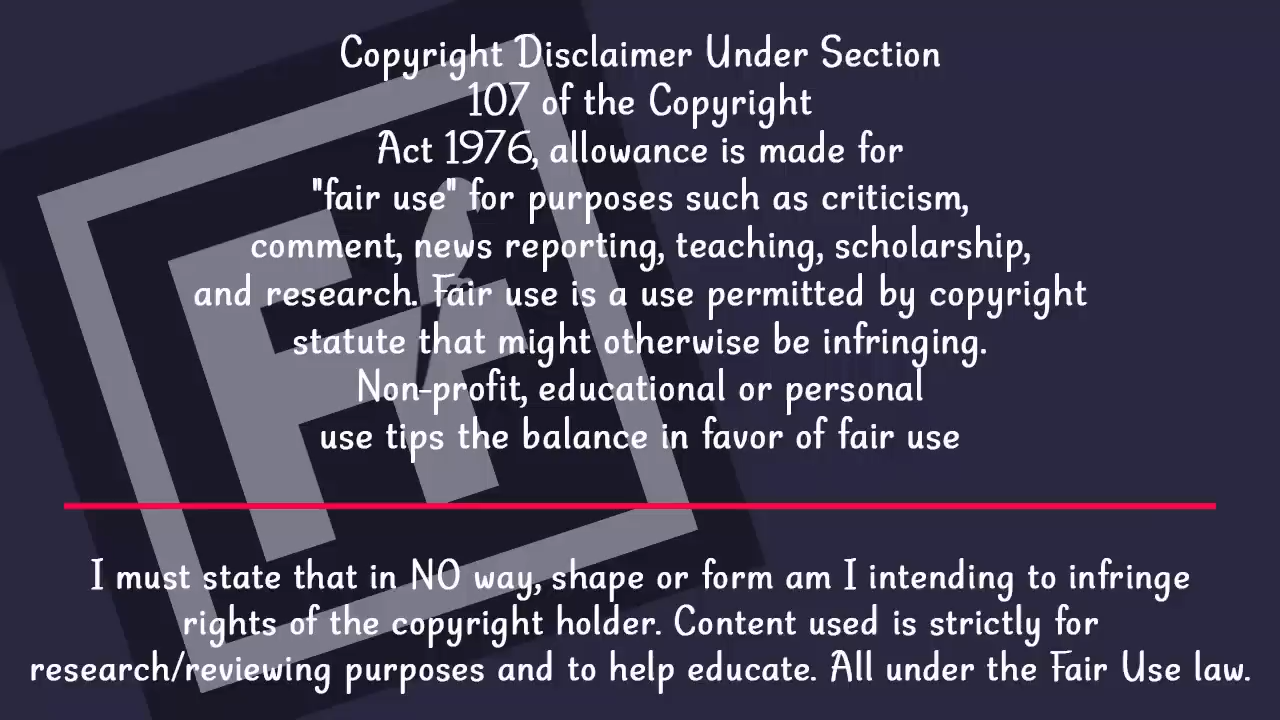 Copyright Disclaimer Under Section
107 of the Copyright
Act 1976, allowance is made for
"fair use" for purposes such as criticism,
comment, news reporting, teaching, scholarship,
and research. Fair use is a use permitted by copyright
statute that might otherwise be infringing.
Non-profit, educational or personal
use tips the balance in favor of fair use
I must state that in NO way, shape or form am I intending to infringe
rights of the copyright holder. Content used is strictly for
research/reviewing purposes and to help educate. All under the Fair Use law.